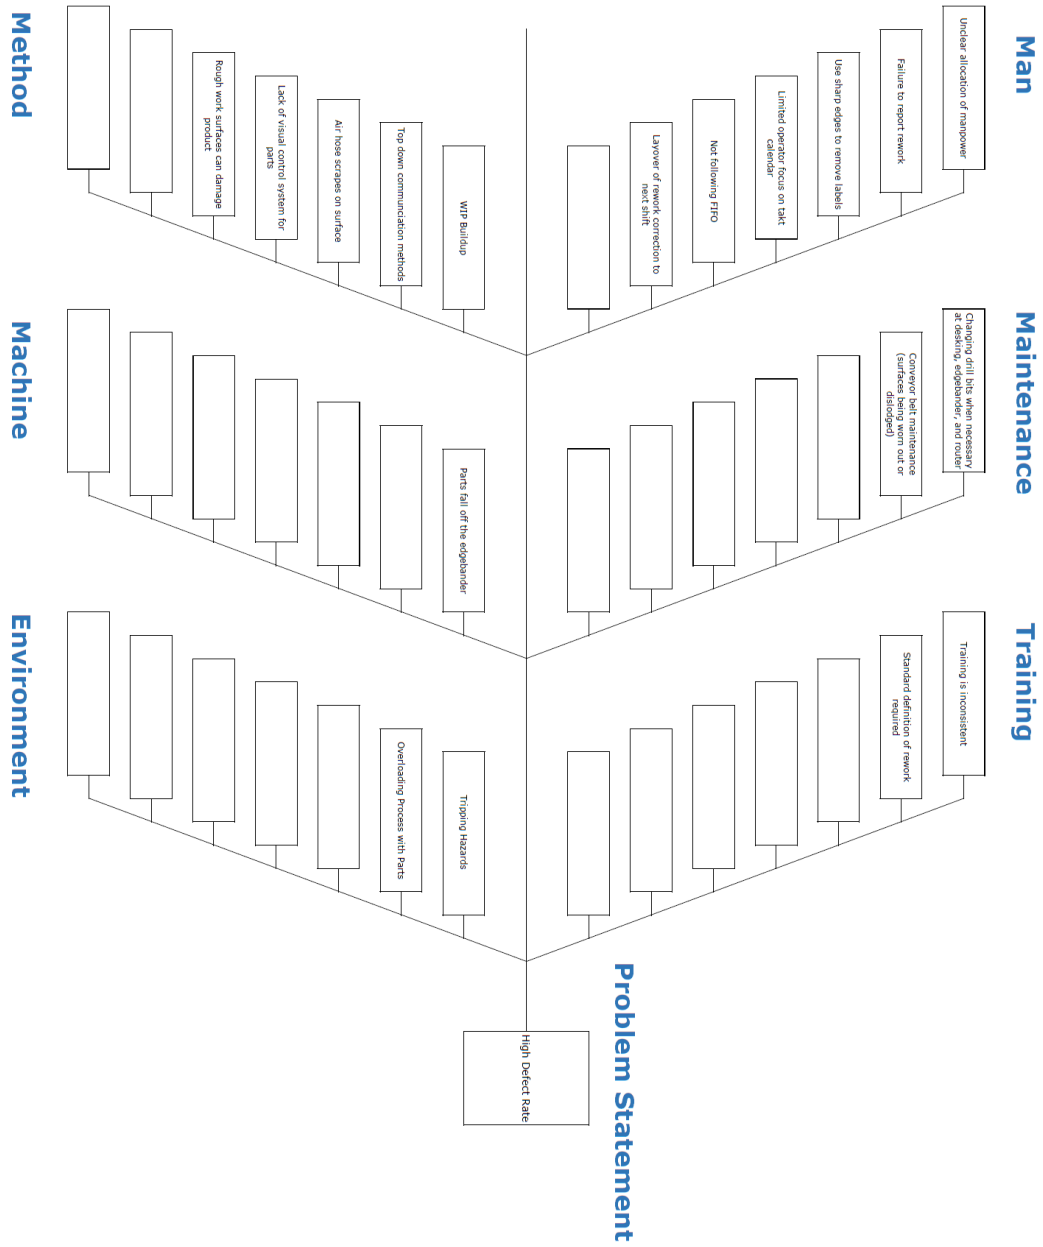 Man
Unclear allocation of manpower
Failure to report rework
Use sharp edges to remove labels
Limited operator focus on takt
calendar
Not following FIFO
Layover of rework correction to
next shift
Maintenance
Changing drill bits when necessary
at desking, edgebander, and router
Conveyor belt maintenance
(surfaces being worn out or
dislodged)
Training
Training is inconsistent
Standard definition of rework
required
Problem Statement
High Defect Rate
Method
Rough work surfaces can damage
product
Lack of visual control system for
parts
Air hose scrapes on surface
Top down communciation methods
WIP Buildup
Machine
Parts fall off the edgebander
Environment
Overloading Process with Parts
Tripping Hazards